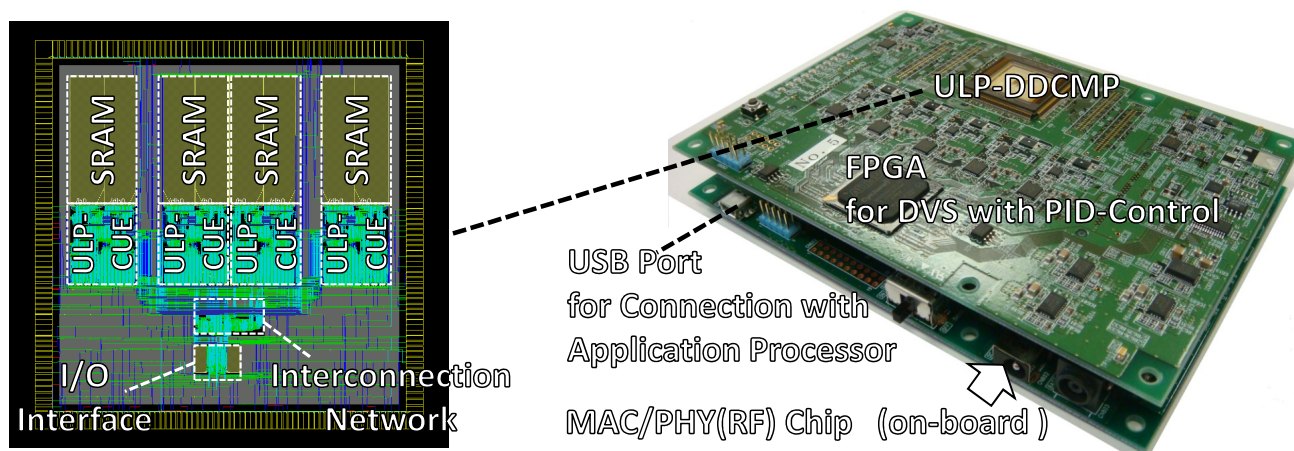 SRAM
SRAM
SRAM
SRAM
ULP-
CUE
ULP-
CUE
ULP-
CUE
ULP-
CUE
I/O
Interface
Interconnection
Network
ULP-DDCMP
No. 5
FPGA
for DVS with PID-Control
USB Port
for Connection with
Application Processor
MAC/PHY(RF) Chip (on-board )